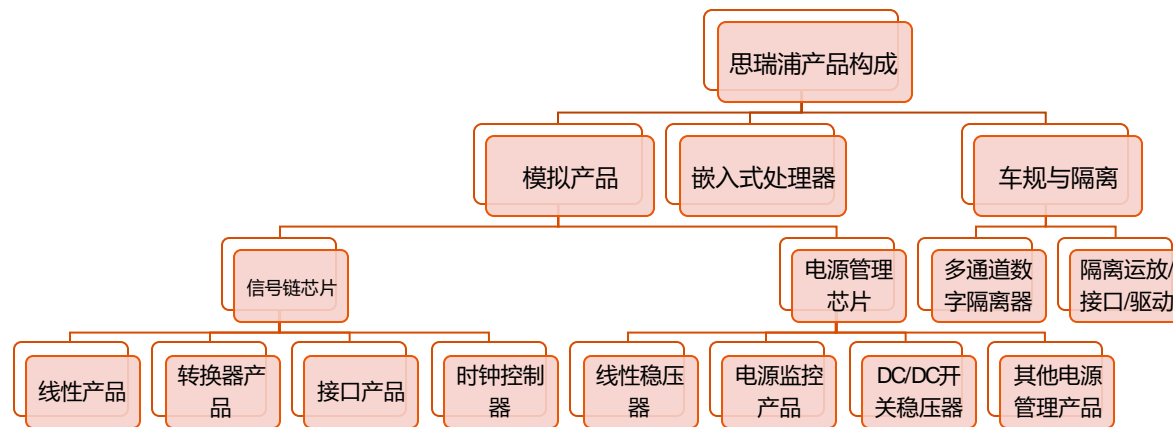 思瑞浦产品构成
模拟产品
嵌入式处理器
车规与隔离
信号链芯片
电源管理
芯片
多通道数
字隔离器
隔离运放/
接口/驱动
线性产品
转换器产
品
接口产品
时钟控制
器
线性稳压
器
电源监控
产品
DC/DC开
关稳压器
其他电源
管理产品